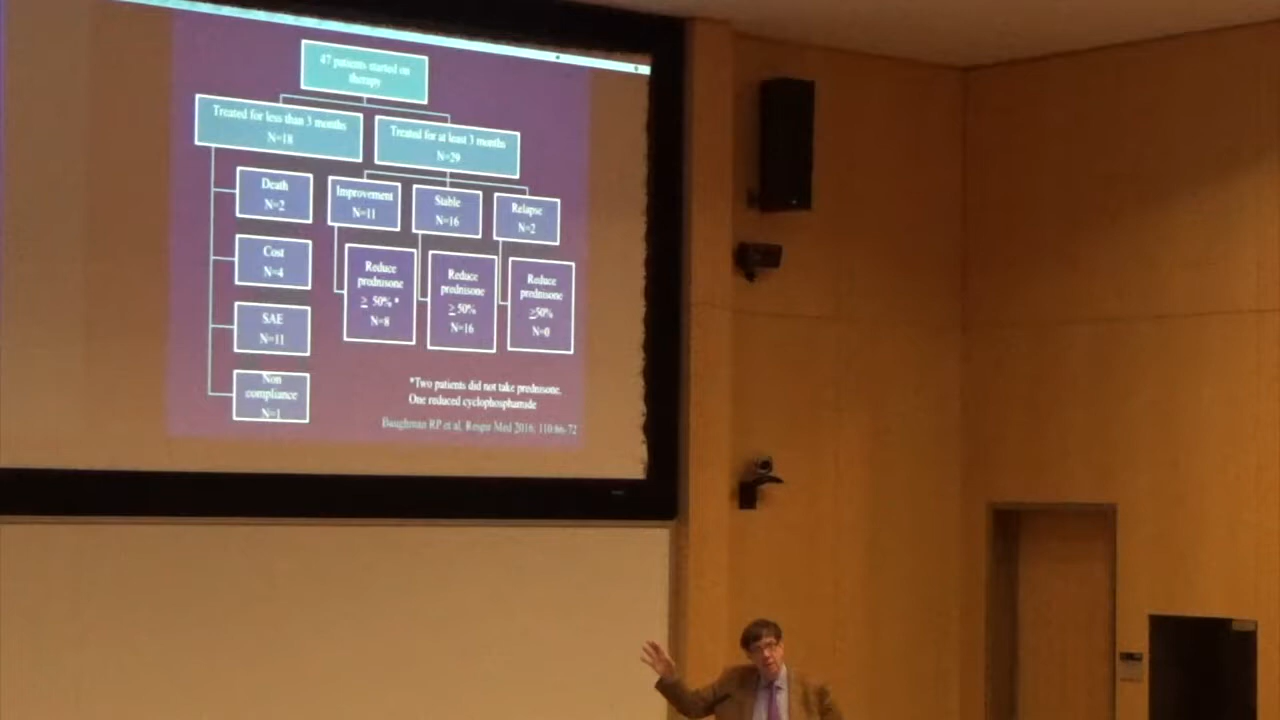 47 patients started on
therapy
Treated for less than 3 months
N=18
Treated for at least 3 months
N=29
Death
N=2
Cost
N=4
SAE
N=11
Non
compliance
N=1
Improvement
N=11
Stable
N=16
Relapse
N=2
Reduce
prednisone
≥ 50% *
N=8
Reduce
prednisone
≥ 50%
N=16
Reduce
prednisone
≥50%
N=0
*Two patients did not take prednisone.
One reduced cyclophosphamide
Baughman RP et al, Respir Med 2016; 110:66-72